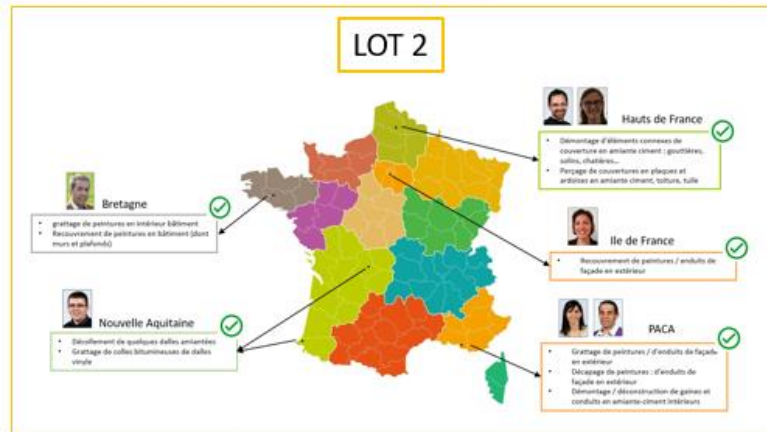 LOT 2
Hauts de France
Démontage d'éléments connexes de
couverture en amiante ciment : gouttières,
solins, chatières...
Perçage de couvertures en plaques et
ardoises en amiante ciment, toiture, tuile
Bretagne
grattage de peintures en intérieur bâtiment
Recouvrement de peintures en bâtiment (dont
murs et plafonds)
Ile de France
Recouvrement de peintures / enduits de
façade en extérieur
Nouvelle Aquitaine
Décollement de quelques dalles amiantées
Grattage de colles bitumineuses de dalles
vinyle
PACA
Grattage de peintures / d'enduits de façade
en extérieur
Décapage de peintures : d'enduits de
façade en extérieur
Démontage / déconstruction de gaines et
conduits en amiante-ciment intérieurs